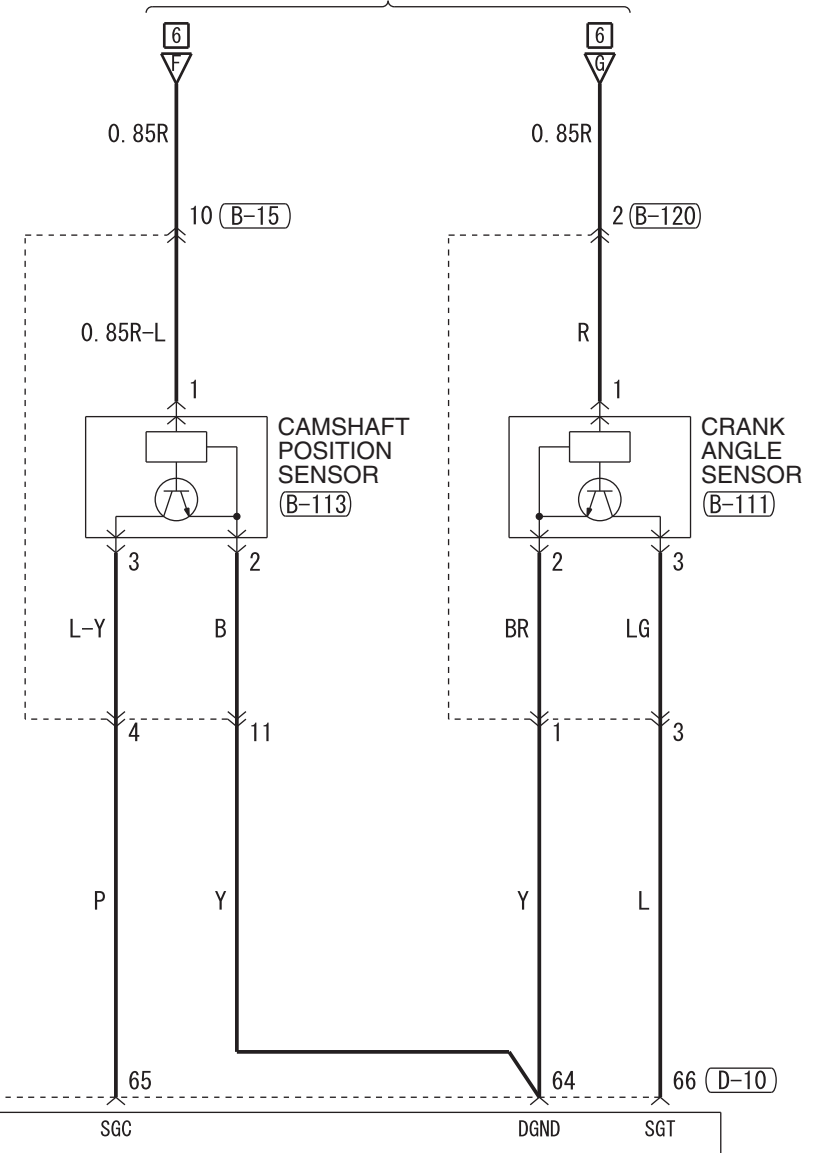 6 6
F G
0.85R 0.85R
10 B-15 2 B-120
0.85R-L R
1 1
CAMSHAFT
POSITION
SENSOR
B-113
CRANK
ANGLE
SENSOR
B-111
3 2 2 3
L-Y B BR LG
4 11 1 3
P Y Y L
65 64 66 D-10
SGC DGND SGT